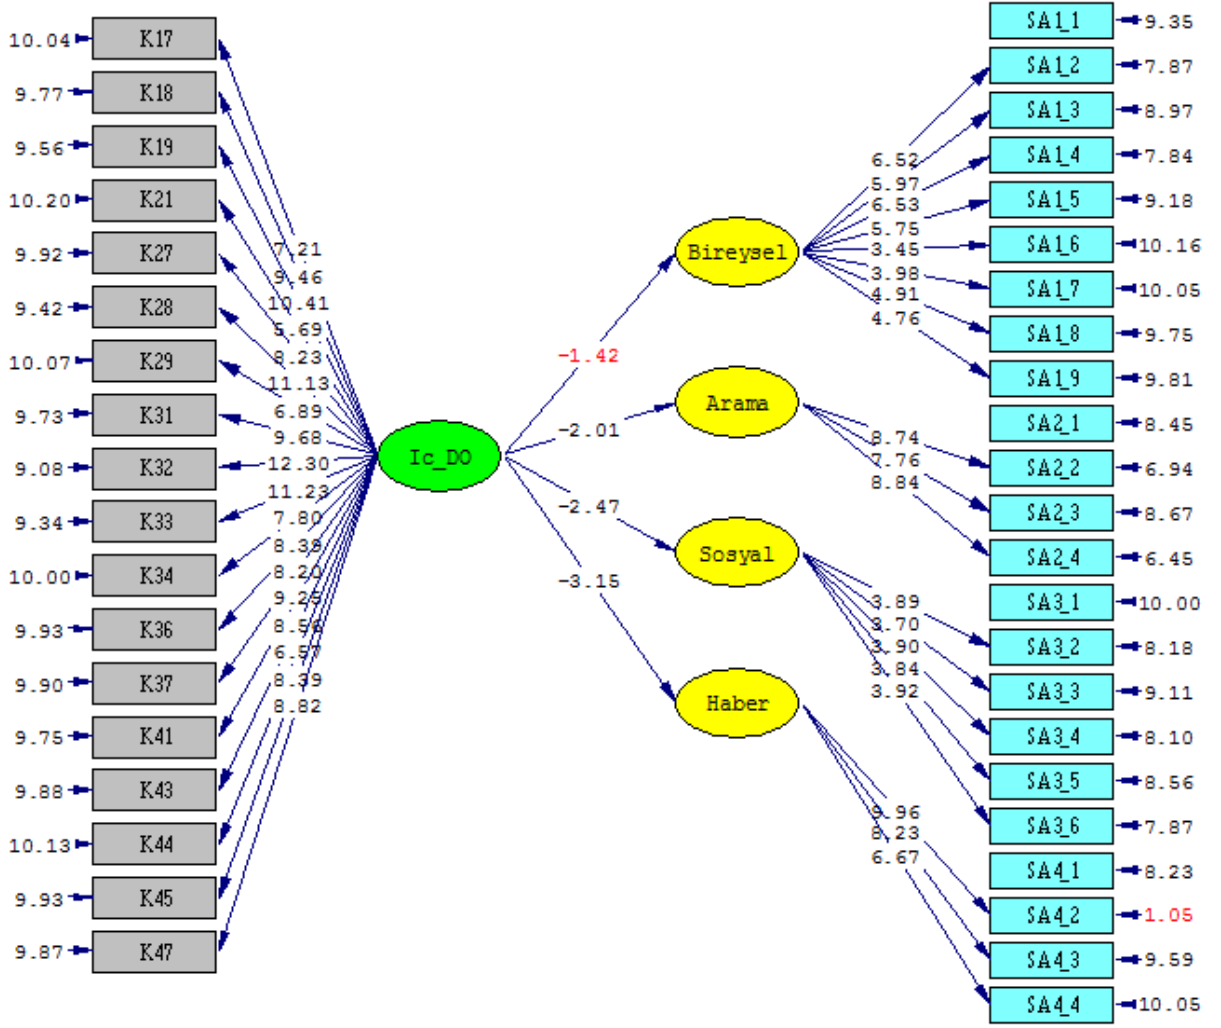 10.04 K17
9.77 K18
9.56 K19
10.20 K21
9.92 K27
9.42 K28
10.07 K29
9.73 K31
9.08 K32
9.34 K33
10.00 K34
9.93 K36
9.90 K37
9.75 K41
9.88 K43
10.13 K44
9.93 K45
9.87 K47
7.21
9.46
10.41
5.69
8.23
11.13
6.89
9.68
12.30
11.23
7.80
8.39
8.20
9.25
8.56
6.57
8.39
8.82
Ic_DO
-1.42
-2.01
-2.47
-3.15
Bireysel
Arama
Sosyal
Haber
6.52
5.97
6.53
5.75
3.45
3.98
4.91
4.76
8.74
7.76
8.84
3.89
3.70
3.90
3.84
3.92
9.96
8.23
6.67
SA1_1 9.35
SA1_2 7.87
SA1_3 8.97
SA1_4 7.84
SA1_5 9.18
SA1_6 10.16
SA1_7 10.05
SA1_8 9.75
SA1_9 9.81
SA2_1 8.45
SA2_2 6.94
SA2_3 8.67
SA2_4 6.45
SA3_1 10.00
SA3_2 8.18
SA3_3 9.11
SA3_4 8.10
SA3_5 8.56
SA3_6 7.87
SA4_1 8.23
SA4_2 1.05
SA4_3 9.59
SA4_4 10.05